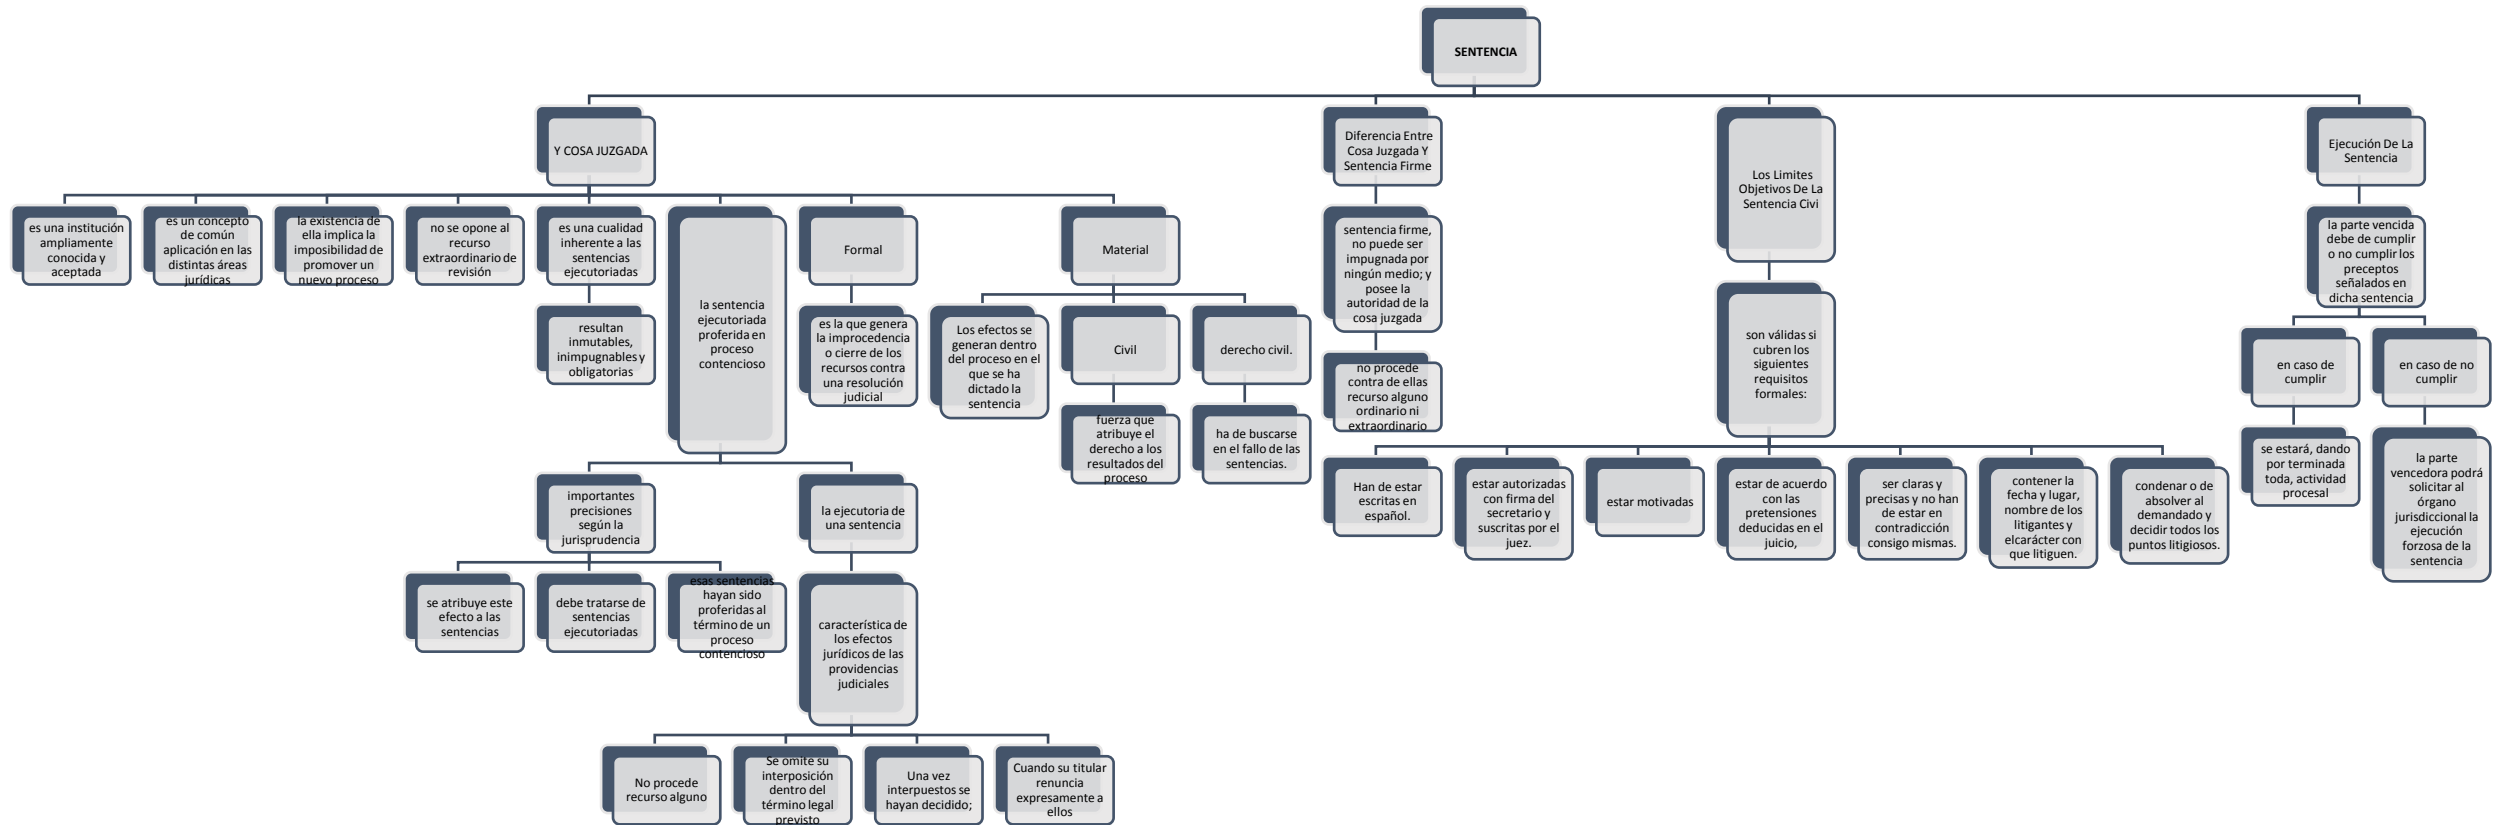 SENTENCIA
Y COSA JUZGADA
Diferencia Entre
Cosa Juzgada Y
Sentencia Firme
Los Limites
Objetivos De La
Sentencia Civi
Ejecución De La
Sentencia
es una institución
ampliamente
conocida y
aceptada
es un concepto
de común
aplicación en las
distintas áreas
jurídicas
la existencia de
ella implica la
imposibilidad de
promover un
nuevo proceso
no se opone al
recurso
extraordinario de
revisión
es una cualidad
inherente a las
sentencias
ejecutoriadas
resultan
inmutables,
inimpugnables y
obligatorias
la sentencia
ejecutoriada
proferida en
proceso
contencioso
importantes
precisiones
según la
jurisprudencia
se atribuye este
efecto a las
sentencias
debe tratarse de
sentencias
ejecutoriadas
esas sentencias
hayan sido
proferidas al
término de un
proceso
contencioso
la ejecutoria de
una sentencia
característica de
los efectos
jurídicos de las
providencias
judiciales
No procede
recurso alguno
Se omite su
interposición
dentro del
término legal
previsto
Una vez
interpuestos se
hayan decidido;
Cuando su titular
renuncia
expresamente a
ellos
Formal
es la que genera
la improcedencia
o cierre de los
recursos contra
una resolución
judicial
Material
Los efectos se
generan dentro
del proceso en el
que se ha
dictado la
sentencia
Civil
fuerza que
atribuye el
derecho a los
resultados del
proceso
derecho civil.
ha de buscarse
en el fallo de las
sentencias.
sentencia firme,
no puede ser
impugnada por
ningún medio; y
posee la
autoridad de la
cosa juzgada
no procede
contra de ellas
recurso alguno
ordinario ni
extraordinario
son válidas si
cubren los
siguientes
requisitos
formales:
Han de estar
escritas en
español.
estar autorizadas
con firma del
secretario y
suscritas por el
juez.
estar motivadas
estar de acuerdo
con las
pretensiones
deducidas en el
juicio,
ser claras y
precisas y no han
de estar en
contradicción
consigo mismas.
contener la
fecha y lugar,
nombre de los
litigantes y
elcarácter con
que litiguen.
condenar o de
absolver al
demandado y
decidir todos los
puntos litigiosos.
la parte vencida
debe de cumplir
o no cumplir los
preceptos
señalados en
dicha sentencia
en caso de
cumplir
se estará, dando
por terminada
toda, actividad
procesal
en caso de no
cumplir
la parte
vencedora podrá
solicitar al
órgano
jurisdiccional la
ejecución
forzosa de la
sentencia